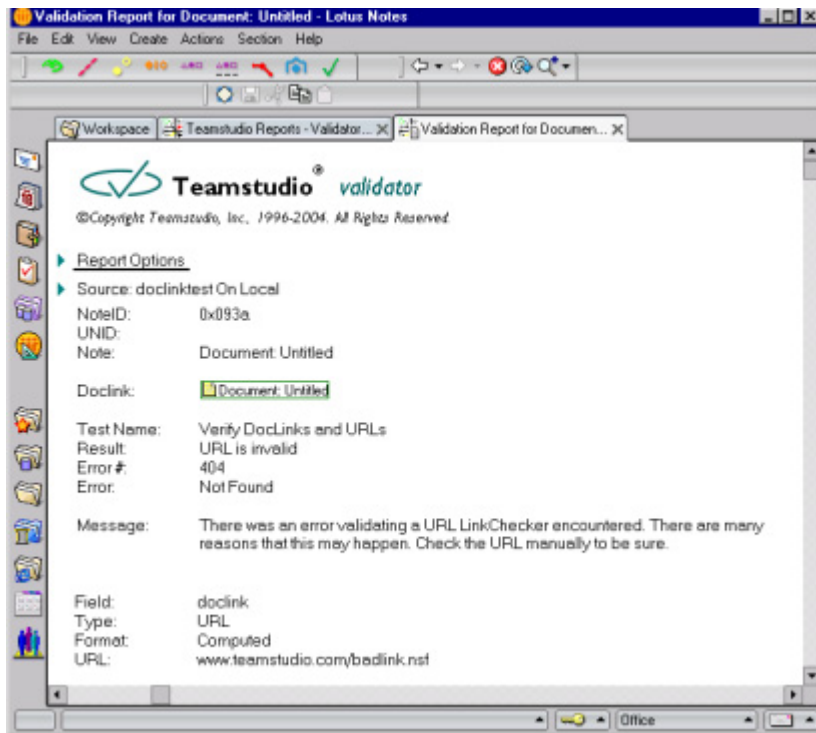 Validation Report for Document: Untitled - Lotus Notes
File Edit View Create Actions Section Help
Workspace Teamstudio Reports - Validator... Validation Report for Documen...
Teamstudio® validator
©Copyright Teamstudio, Inc., 1996-2004. All Rights Reserved.
Report Options
Source: doclinktest On Local
NoteID: 0x093a
UNID:
Note: Document: Untitled
Doclink: Document: Untitled
Test Name: Verify DocLinks and URLs
Result: URL is invalid
Error #: 404
Error: Not Found
Message: There was an error validating a URL LinkChecker encountered. There are many
reasons that this may happen. Check the URL manually to be sure.
Field: doclink
Type: URL
Format: Computed
URL: www.teamstudio.com/badlink.nsf
Office